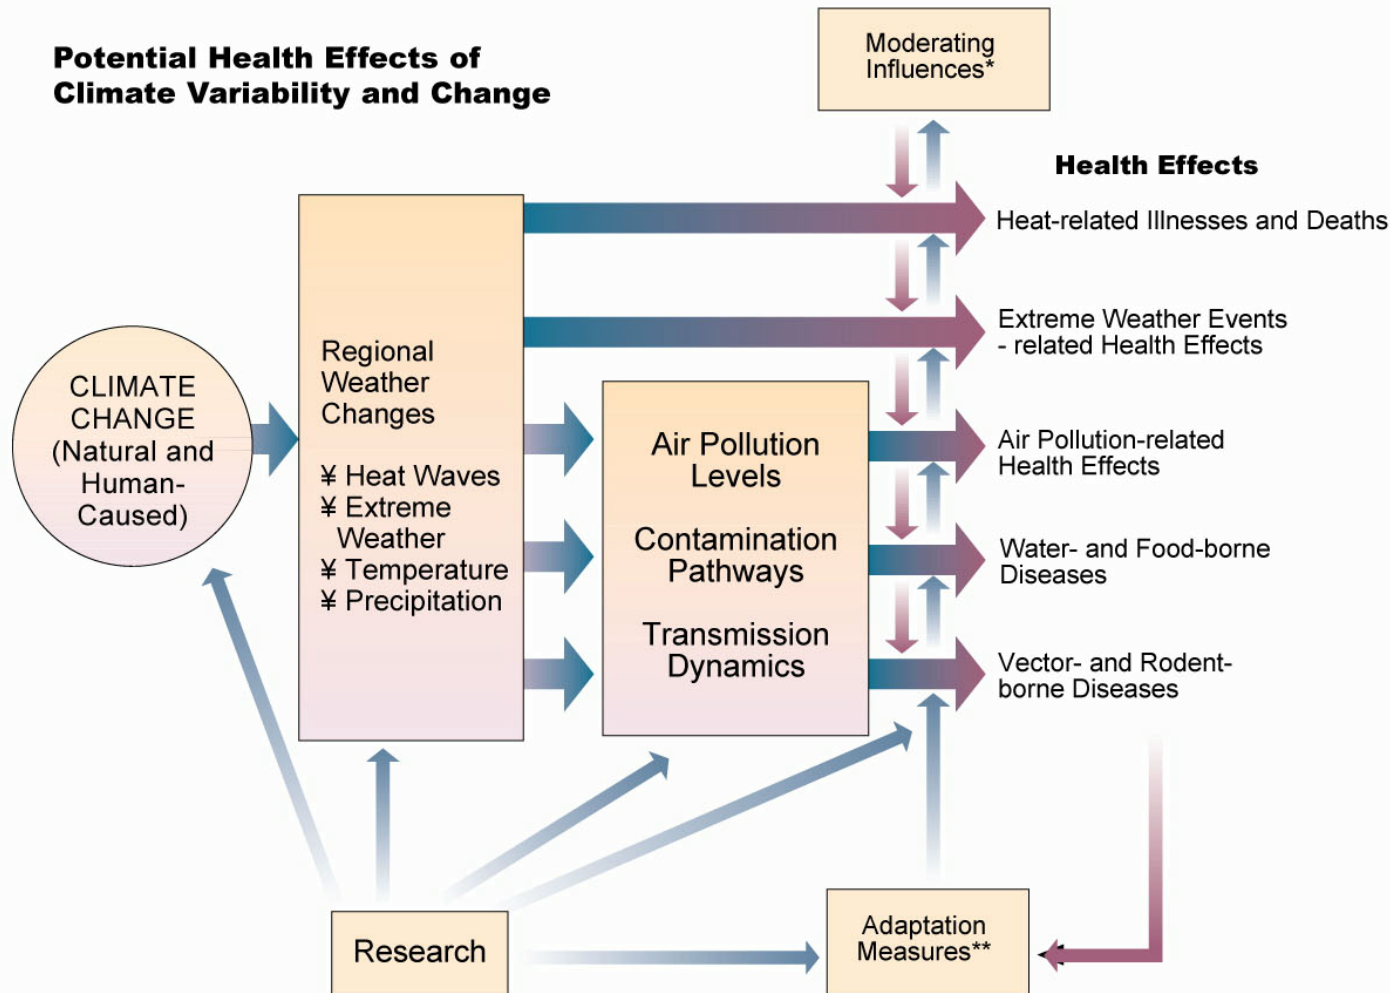 Potential Health Effects of
Climate Variability and Change
Moderating
Influences*
Health Effects
CLIMATE
CHANGE
(Natural and
Human-
Caused)
Regional
Weather
Changes
¥ Heat Waves
¥ Extreme
Weather
¥ Temperature
¥ Precipitation
Air Pollution
Levels
Contamination
Pathways
Transmission
Dynamics
Heat-related Illnesses and Deaths
Extreme Weather Events
- related Health Effects
Air Pollution-related
Health Effects
Water- and Food-borne
Diseases
Vector- and Rodent-
borne Diseases
Research
Adaptation
Measures**